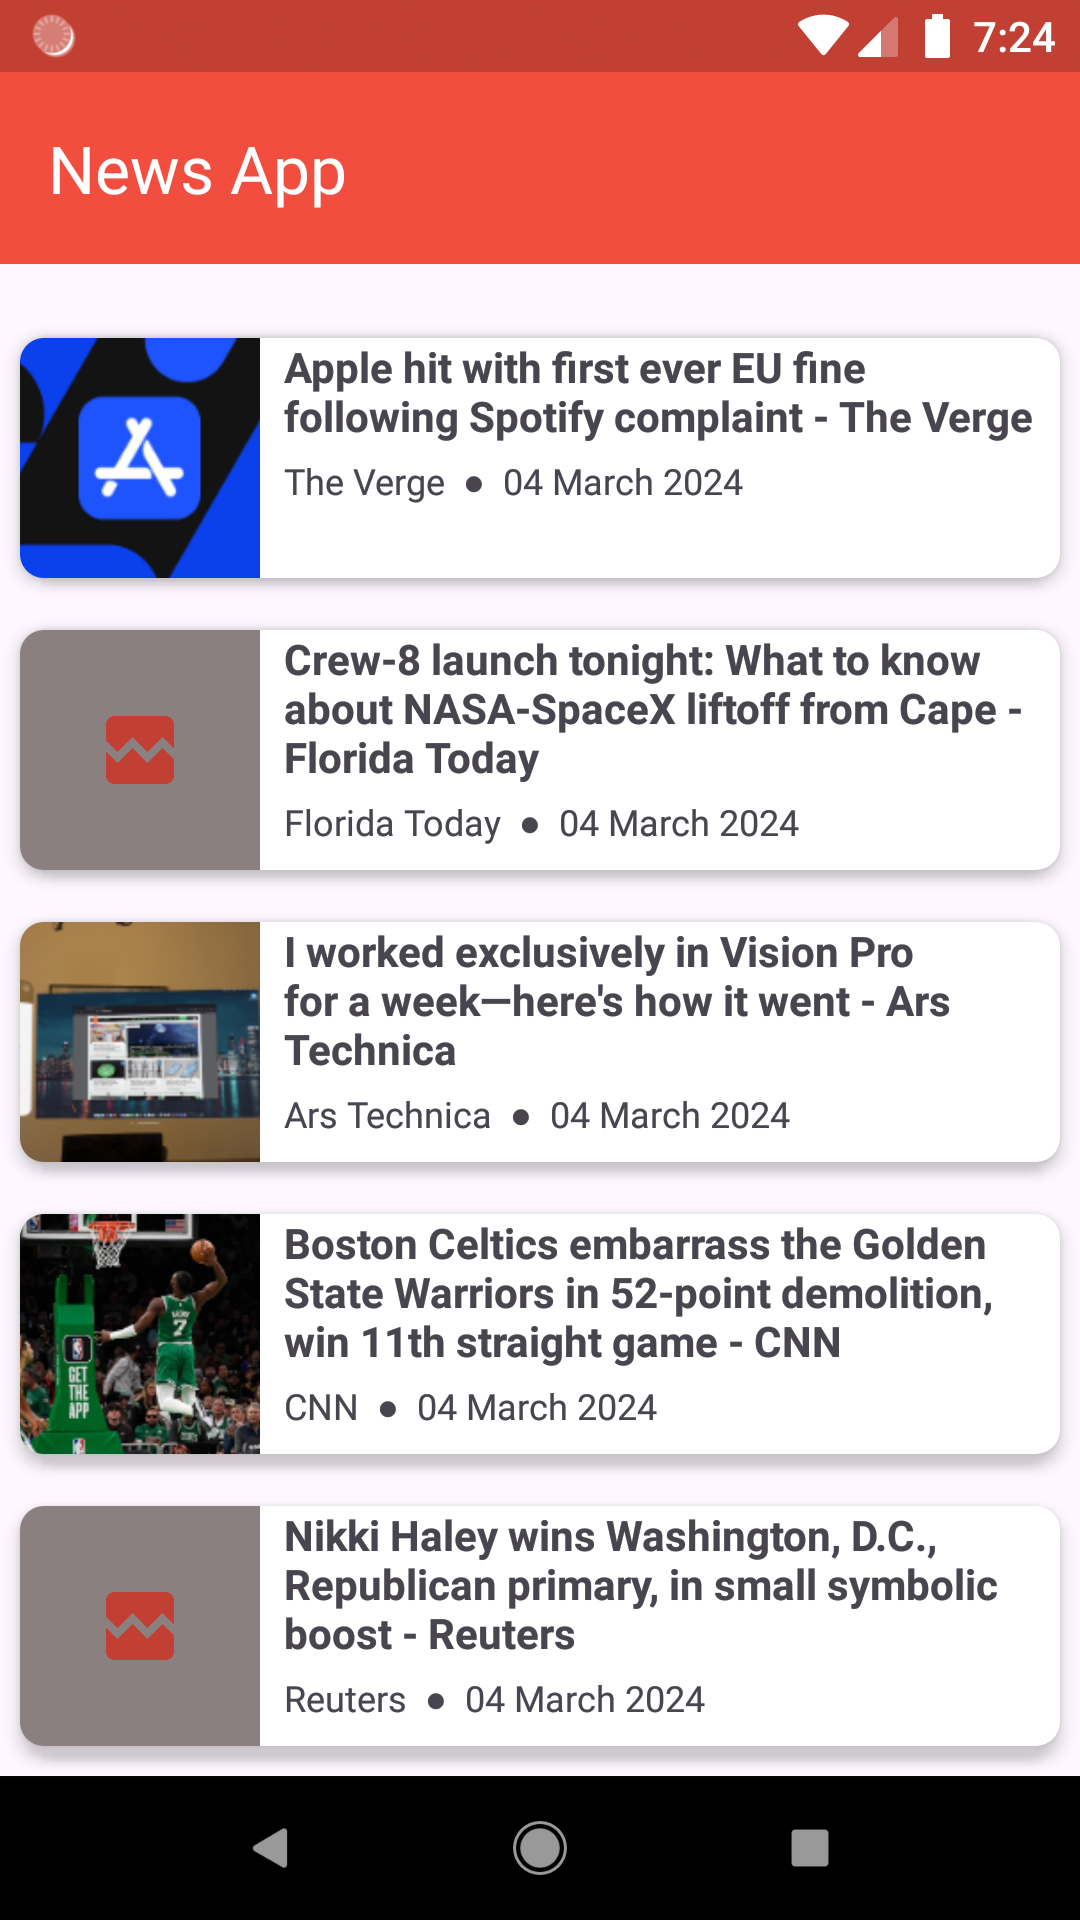 7:24
News App
Apple hit with first ever EU fine
following Spotify complaint - The Verge
The Verge ● 04 March 2024
Crew-8 launch tonight: What to know
about NASA-SpaceX liftoff from Cape -
Florida Today
Florida Today ● 04 March 2024
I worked exclusively in Vision Pro
for a week—here's how it went - Ars
Technica
Ars Technica ● 04 March 2024
Boston Celtics embarrass the Golden
State Warriors in 52-point demolition,
win 11th straight game - CNN
CNN ● 04 March 2024
7
GET
THE
APP
Nikki Haley wins Washington, D.C.,
Republican primary, in small symbolic
boost - Reuters
Reuters ● 04 March 2024